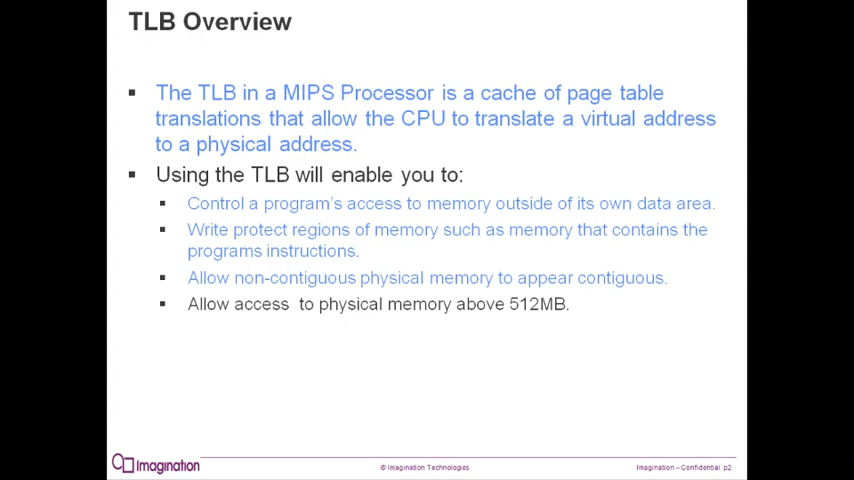 TLB Overview
The TLB in a MIPS Processor is a cache of page table
translations that allow the CPU to translate a virtual address
to a physical address.
Using the TLB will enable you to:
Control a program's access to memory outside of its own data area.
Write protect regions of memory such as memory that contains the
programs instructions.
Allow non-contiguous physical memory to appear contiguous.
Allow access  to physical memory above 512MB.
Imagination
© Imagination Technologies
Imagination – Confidential p2